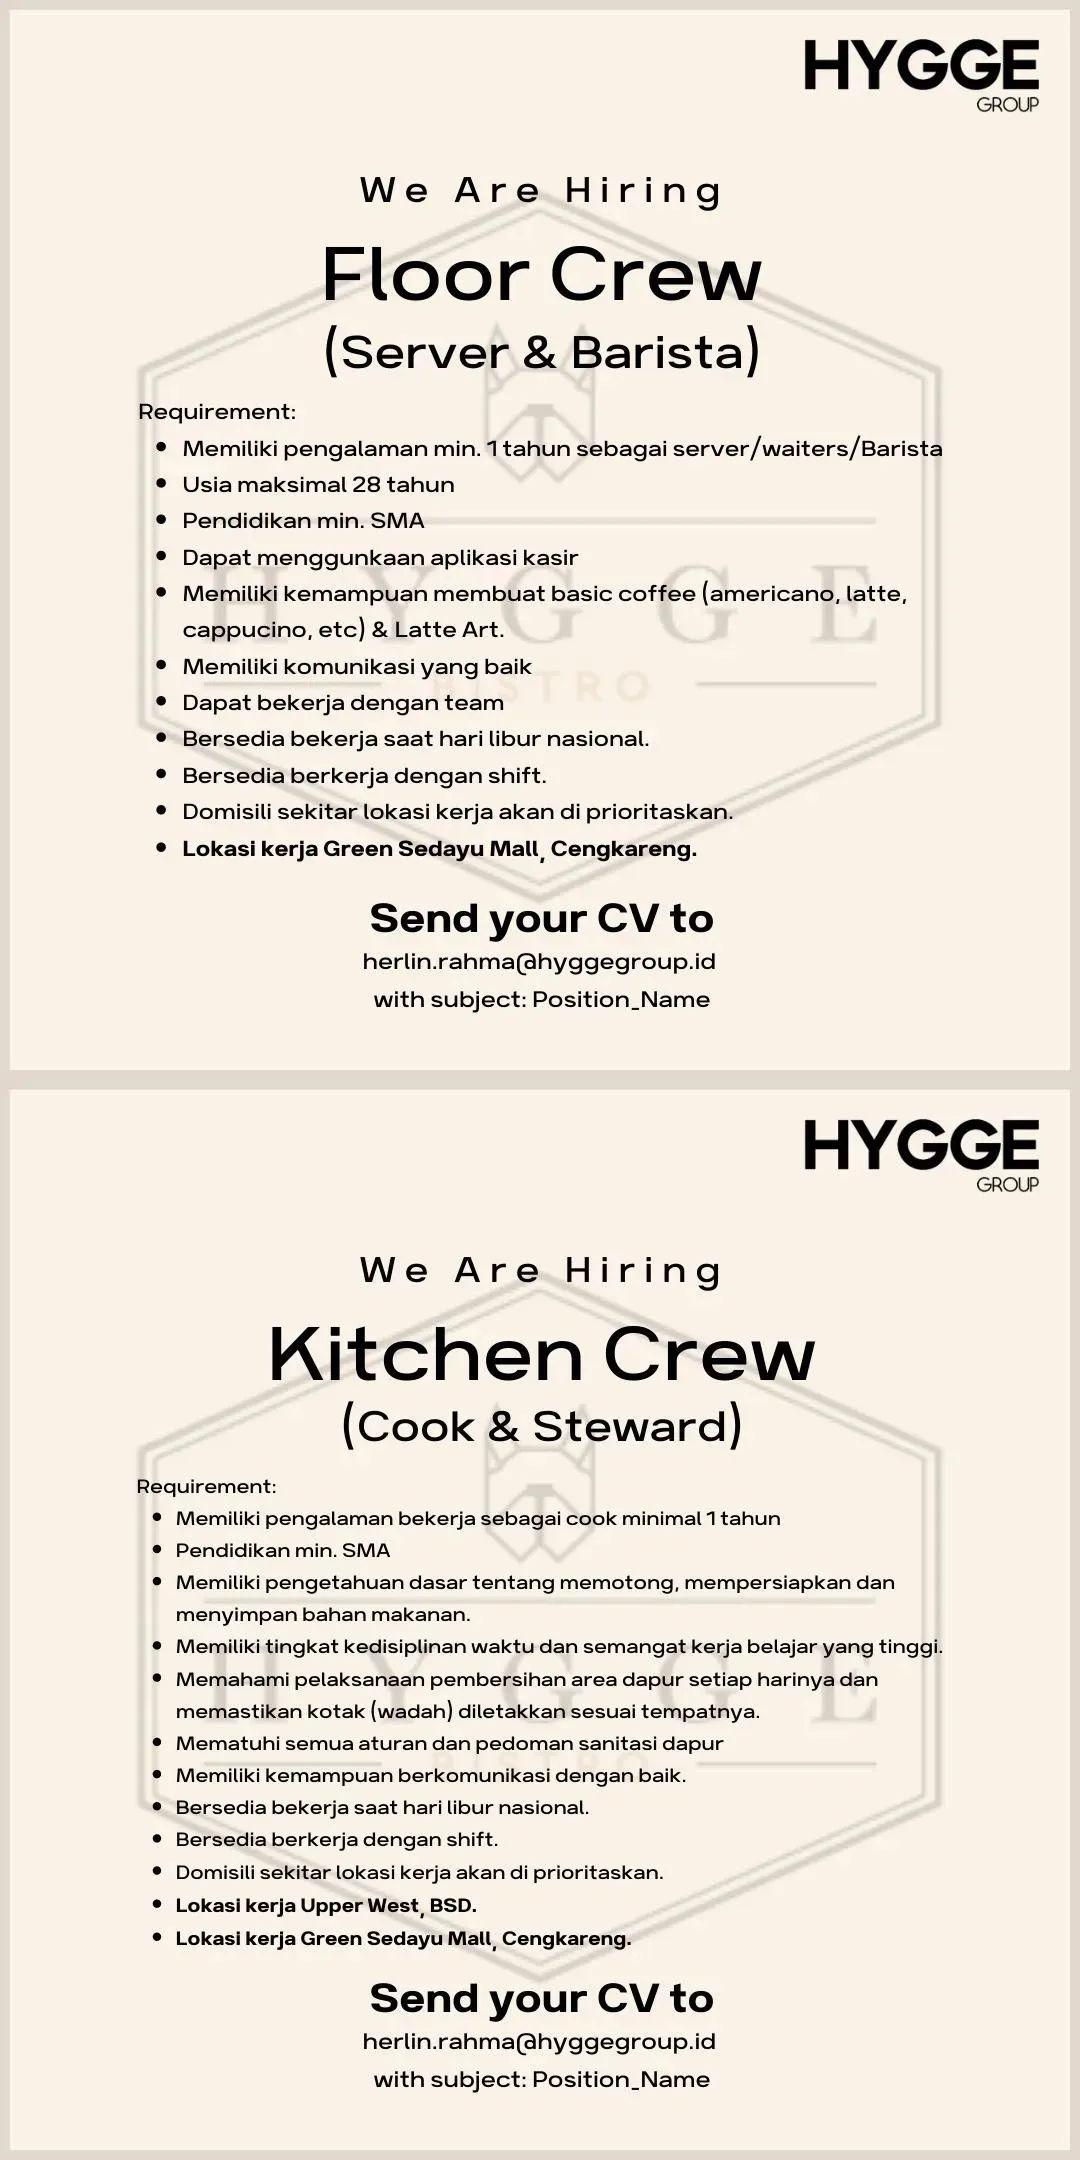 HYGGE
GROUP
We Are Hiring
Floor Crew
(Server & Barista)
Requirement:
• Memiliki pengalaman min. 1 tahun sebagai server/waiters/Barista
• Usia maksimal 28 tahun
• Pendidikan min. SMA
• Dapat menggunkaan aplikasi kasir
• Memiliki kemampuan membuat basic coffee (americano, latte,
cappucino, etc) & Latte Art.
• Memiliki komunikasi yang baik
• Dapat bekerja dengan team
• Bersedia bekerja saat hari libur nasional.
• Bersedia berkerja dengan shift.
• Domisili sekitar lokasi kerja akan di prioritaskan.
• Lokasi kerja Green Sedayu Mall, Cengkareng.
HYGGE
BISTRO
Send your CV to
herlin.rahma@hyggegroup.id
with subject: Position_Name
HYGGE
GROUP
We Are Hiring
Kitchen Crew
(Cook & Steward)
Requirement:
• Memiliki pengalaman bekerja sebagai cook minimal 1 tahun
• Pendidikan min. SMA
• Memiliki pengetahuan dasar tentang memotong, mempersiapkan dan
menyimpan bahan makanan.
• Memiliki tingkat kedisiplinan waktu dan semangat kerja belajar yang tinggi.
• Memahami pelaksanaan pembersihan area dapur setiap harinya dan
memastikan kotak (wadah) diletakkan sesuai tempatnya.
• Mematuhi semua aturan dan pedoman sanitasi dapur
• Memiliki kemampuan berkomunikasi dengan baik.
• Bersedia bekerja saat hari libur nasional.
• Bersedia berkerja dengan shift.
• Domisili sekitar lokasi kerja akan di prioritaskan.
• Lokasi kerja Upper West, BSD.
• Lokasi kerja Green Sedayu Mall, Cengkareng.
HYGGE
BISTRO
Send your CV to
herlin.rahma@hyggegroup.id
with subject: Position_Name